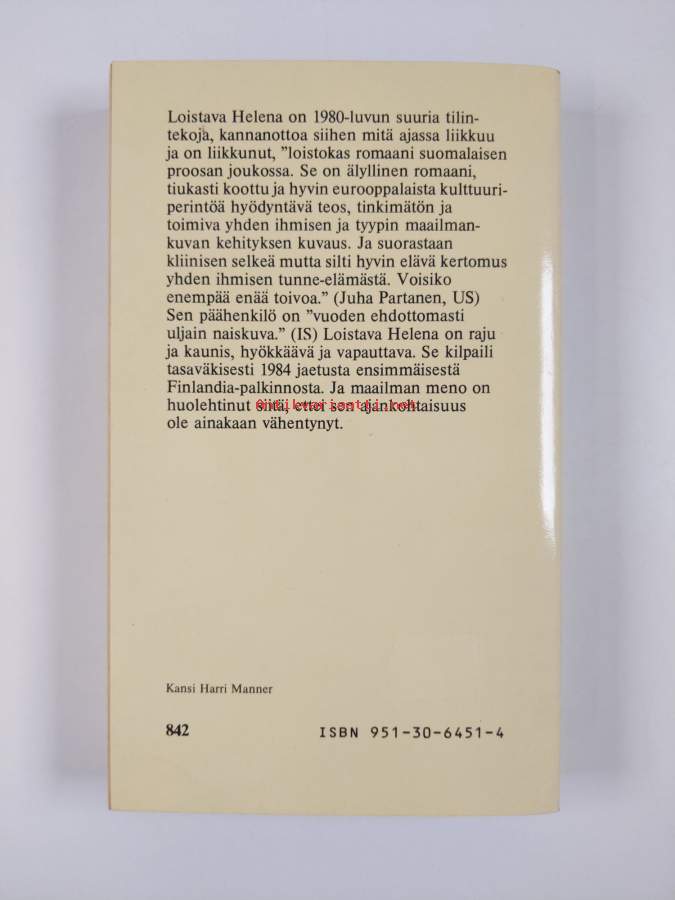 Loistava Helena on 1980-luvun suuria tilin-
tekoja, kannanottoa siihen mitä ajassa liikkuu
ja on liikkunut, ”loistokas romaani suomalaisen
proosan joukossa. Se on älyllinen romaani,
tiukasti koottu ja hyvin eurooppalaista kulttuuri-
perintöä hyödyntävä teos, tinkimätön ja
toimiva yhden ihmisen ja tyypin maailman-
kuvan kehityksen kuvaus. Ja suorastaan
kliinisen selkeä mutta silti hyvin elävä kertomus
yhden ihmisen tunne-elämästä. Voisiko
enempää enää toivoa.” (Juha Partanen, US)
Sen päähenkilö on ”vuoden ehdottomasti
uljain naiskuva.” (IS) Loistava Helena on raju
ja kaunis, hyökkäävä ja vapauttava. Se kilpaili
tasaväkisesti 1984 jaetusta ensimmäisestä
Finlandia-palkinnosta. Ja maailman meno on
huolehtinut siitä, ettei sen ajankohtaisuus
ole ainakaan vähentynyt.
Antikvariaatti.net
Kansi Harri Manner
842 ISBN 951-30-6451-4